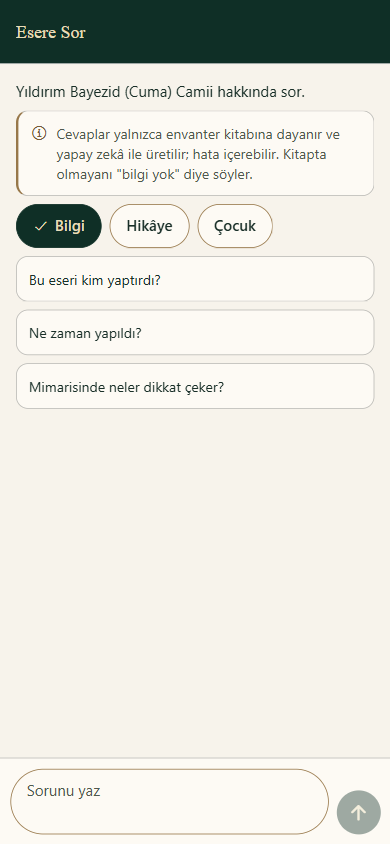 Esere Sor
Yıldırım Bayezid (Cuma) Camii hakkında sor.
Cevaplar yalnızca envanter kitabına dayanır ve
yapay zekâ ile üretilir; hata içerebilir. Kitapta
olmayanı "bilgi yok" diye söyler.
Bilgi Hikâye Çocuk
Bu eseri kim yaptırdı?
Ne zaman yapıldı?
Mimarisinde neler dikkat çeker?
Sorunu yaz